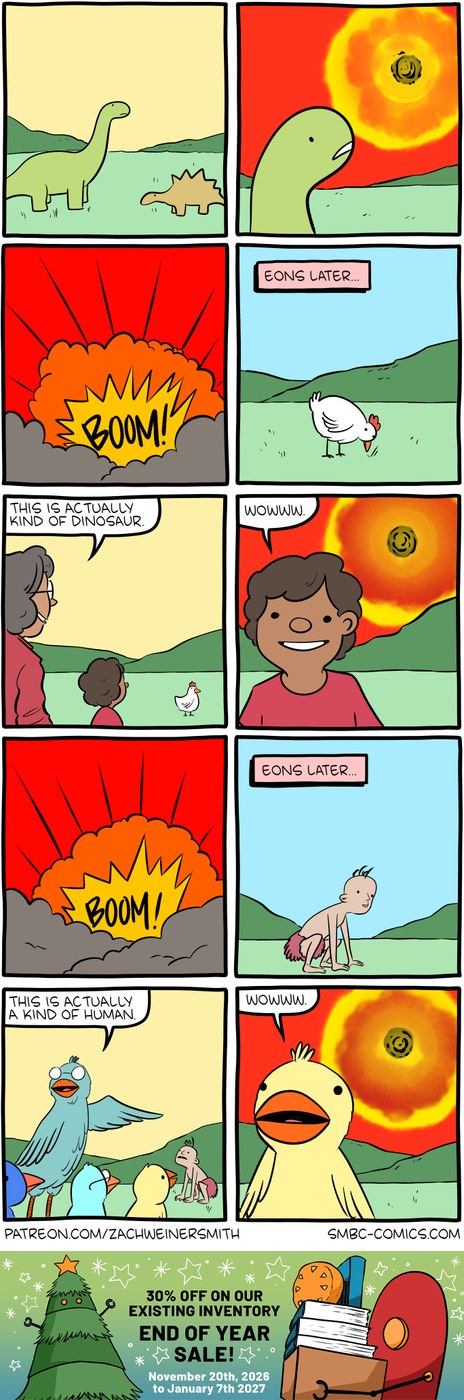 BOOM!
EONS LATER...
THIS IS ACTUALLY
KIND OF DINOSAUR.
WOWWW.
BOOM!
EONS LATER...
THIS IS ACTUALLY
A KIND OF HUMAN.
WOWWW.
PATREON.COM/ZACHWEINERSMITH
SMBC-COMICS.COM
30% OFF ON OUR
EXISTING INVENTORY
END OF YEAR
SALE!
November 20th, 2026
to January 7th 2027